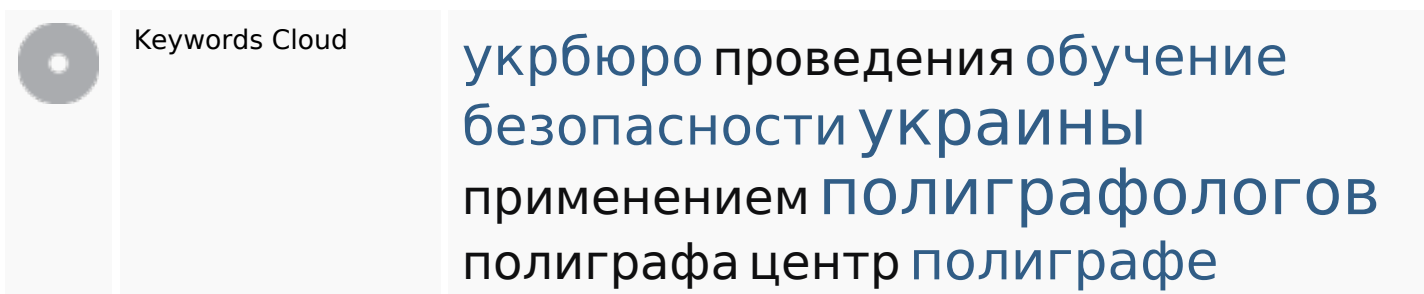 Keywords Cloud
укрбюро проведения обучение
безопасности украины
применением полиграфологов
полиграфа центр полиграфе